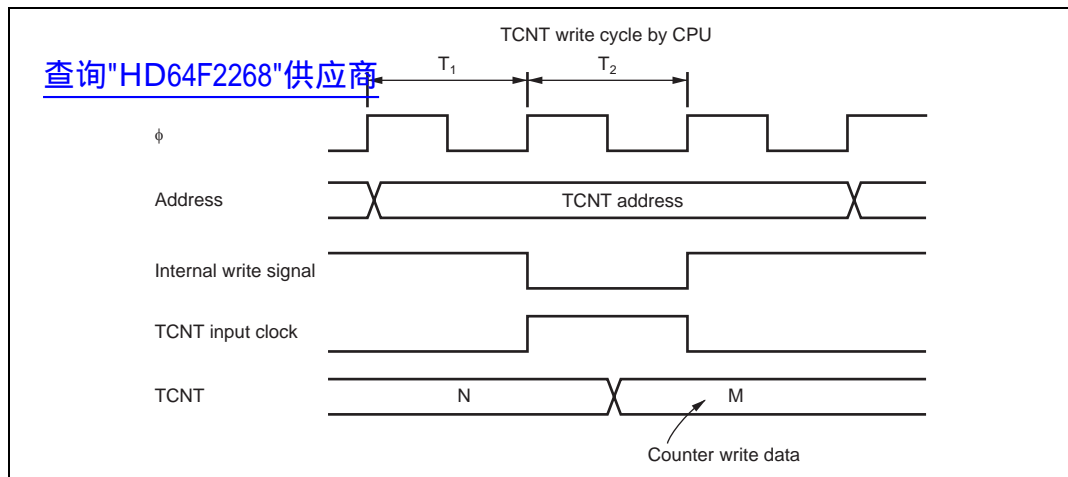 TCNT write cycle by CPU
查询"HD64F2268"供应商
T1 T2
ϕ
Address
TCNT address
Internal write signal
TCNT input clock
TCNT
N M
Counter write data